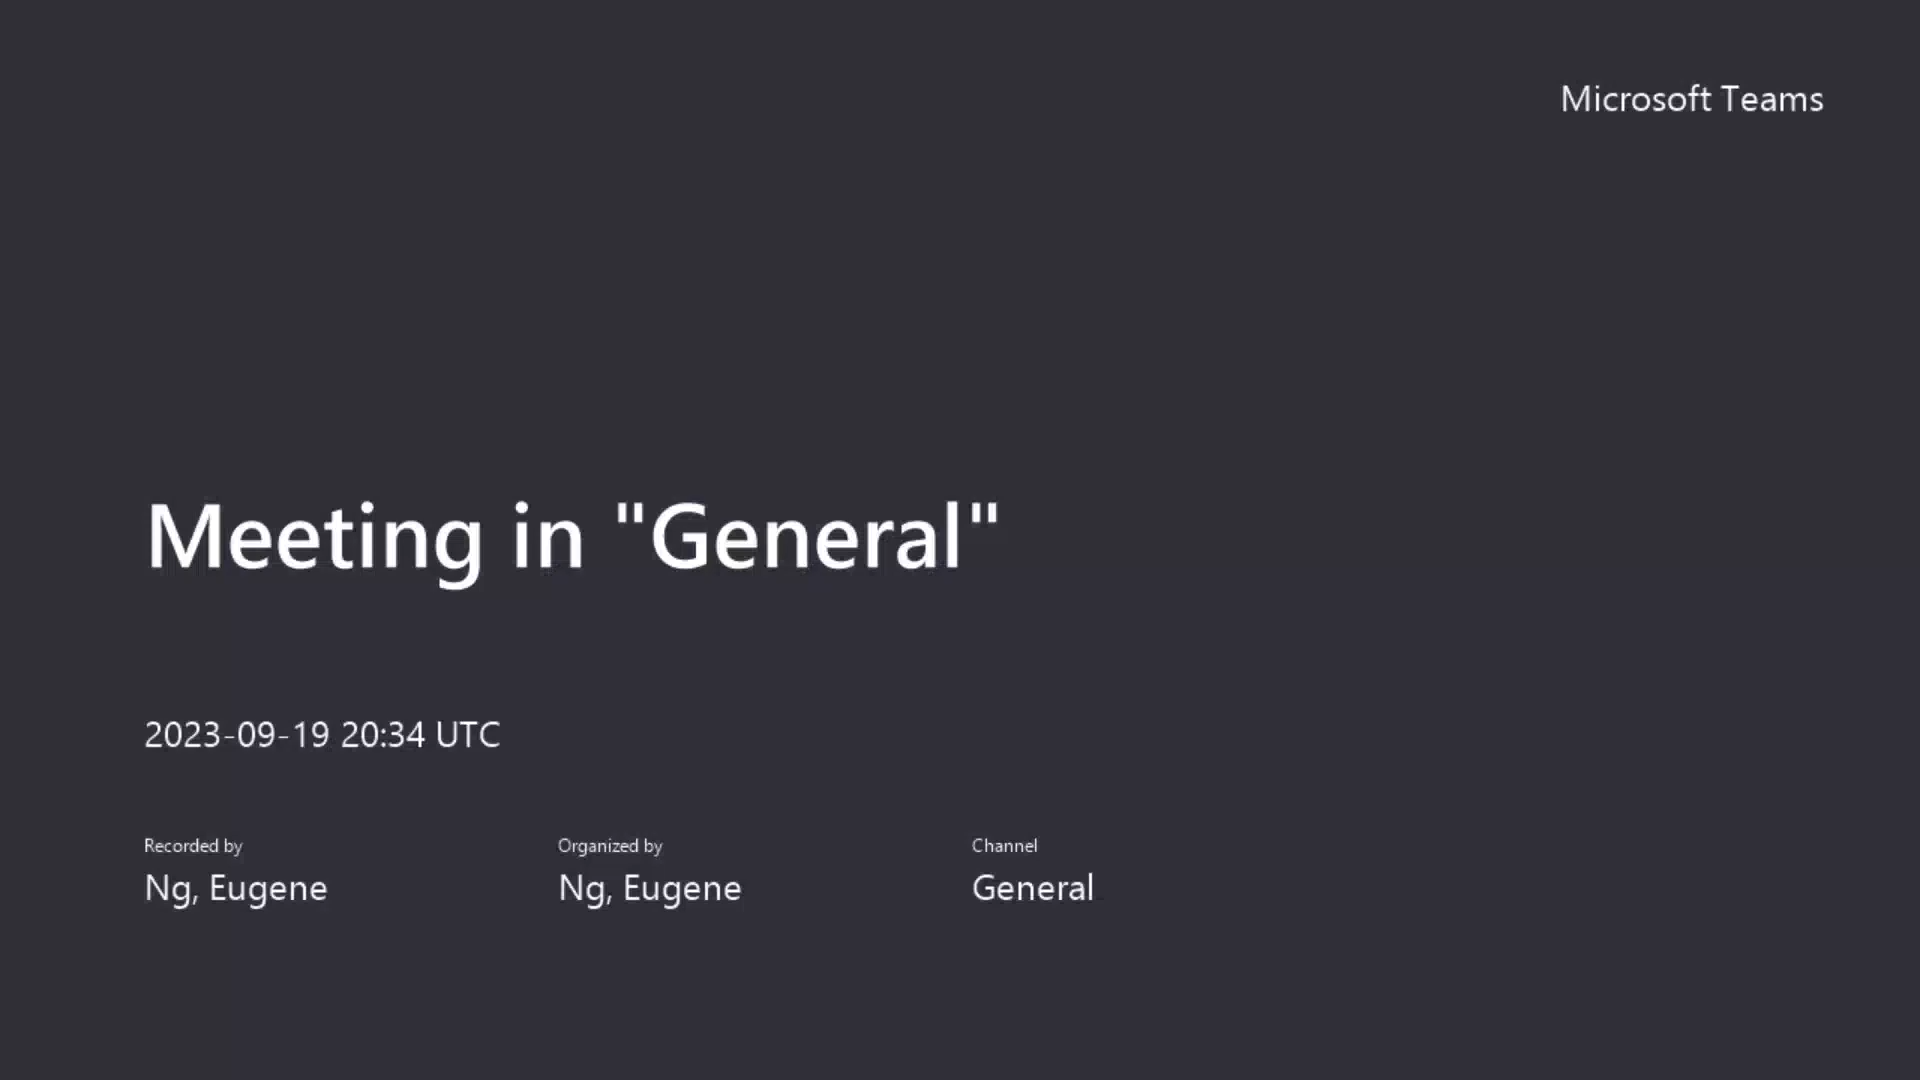 Microsoft Teams
Meeting in "General"
2023-09-19 20:34 UTC
Recorded by
Ng, Eugene
Organized by
Ng, Eugene
Channel
General